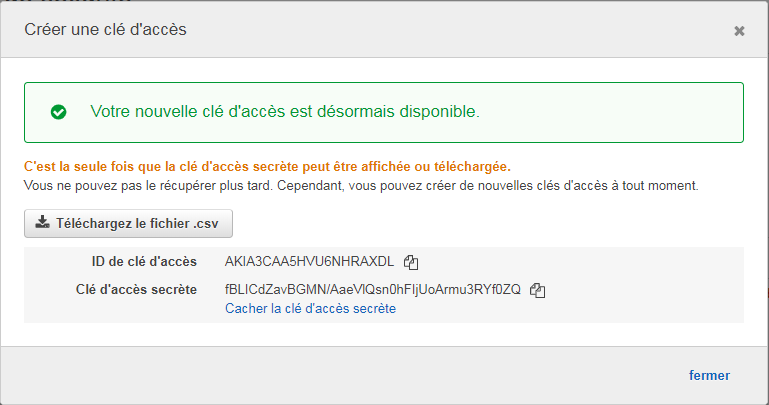 Créer une clé d'accès
Votre nouvelle clé d'accès est désormais disponible.
C'est la seule fois que la clé d'accès secrète peut être affichée ou téléchargée.
Vous ne pouvez pas le récupérer plus tard. Cependant, vous pouvez créer de nouvelles clés d'accès à tout moment.
Téléchargez le fichier .csv
ID de clé d'accès AKIA3CAA5HVU6NHRAXDL
Clé d'accès secrète
Cacher la clé d'accès secrète
fermer